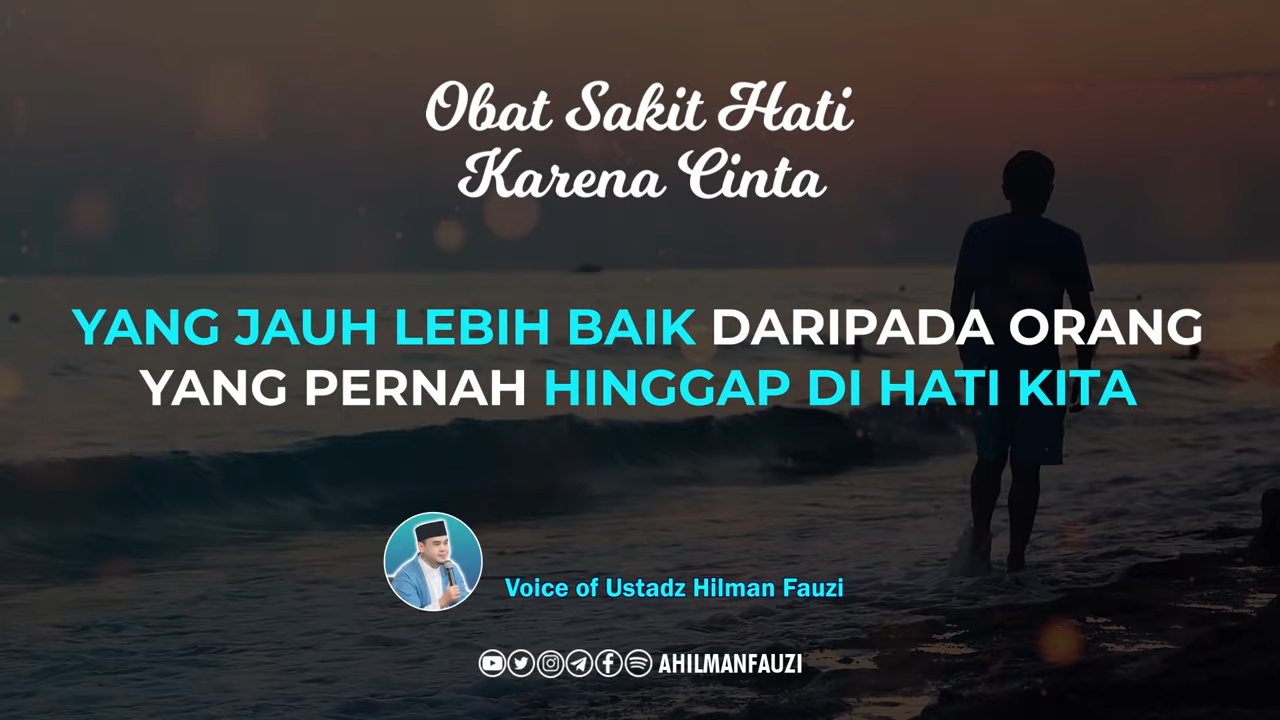 Obat Sakit Hati
Karena Cinta
YANG JAUH LEBIH BAIK DARIPADA ORANG
YANG PERNAH HINGGAP DI HATI KITA
Voice of Ustadz Hilman Fauzi
AHILMANFAUZI